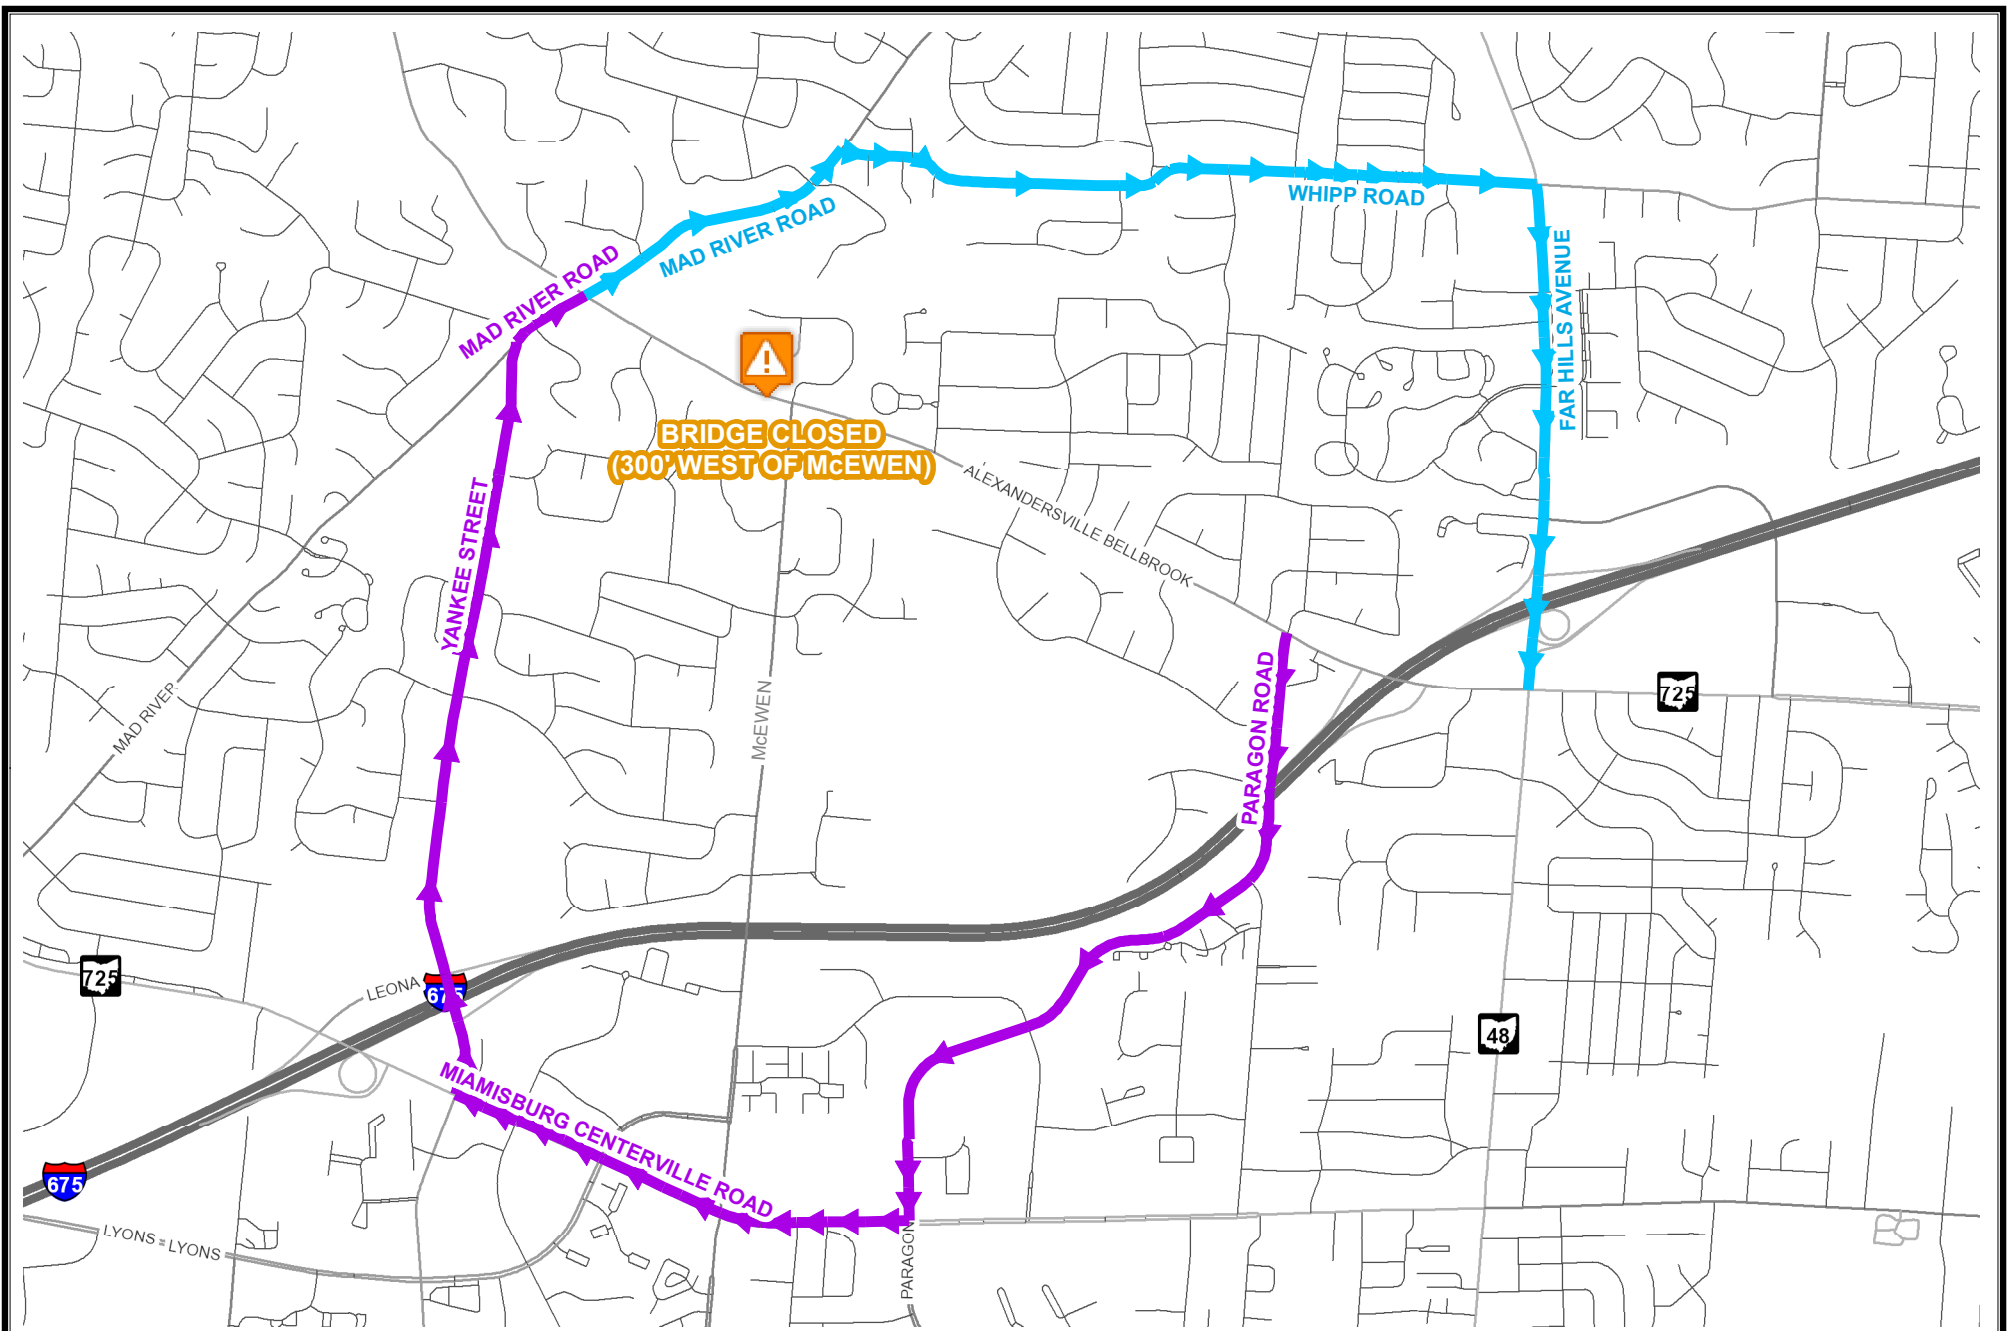 WHIPP ROAD
MAD RIVER ROAD
MAD RIVER ROAD
FAR HILLS AVENUE
BRIDGE CLOSED
(300' WEST OF McEWEN)
ALEXANDERSVILLE BELLBROOK
YANKEE STREET
MAD RIVER
McEWEN
PARAGON ROAD
725
725
LEONA
675
48
MIAMISBURG CENTERVILLE ROAD
675
LYONS
LYONS
PARAGON